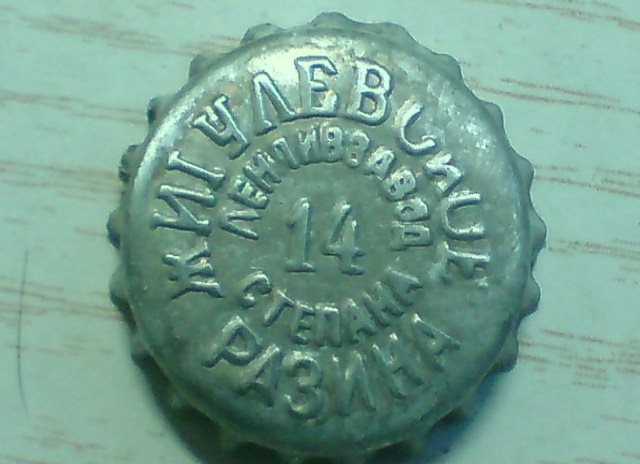 ЖИГУЛЕВСКОЕ
ЛЕНПИВЗАВОД
14
СТЕПАНА
РАЗИНА